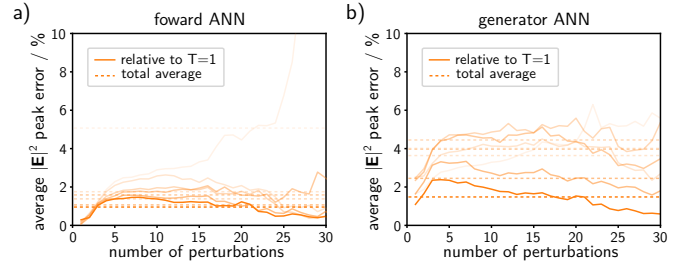 a)
foward ANN
average |E|² peak error / %
10
8
6
4
2
0
relative to T=1
total average
0 5 10 15 20 25 30
number of perturbations
b)
generator ANN
average |E|² peak error / %
10
8
6
4
2
0
relative to T=1
total average
0 5 10 15 20 25 30
number of perturbations